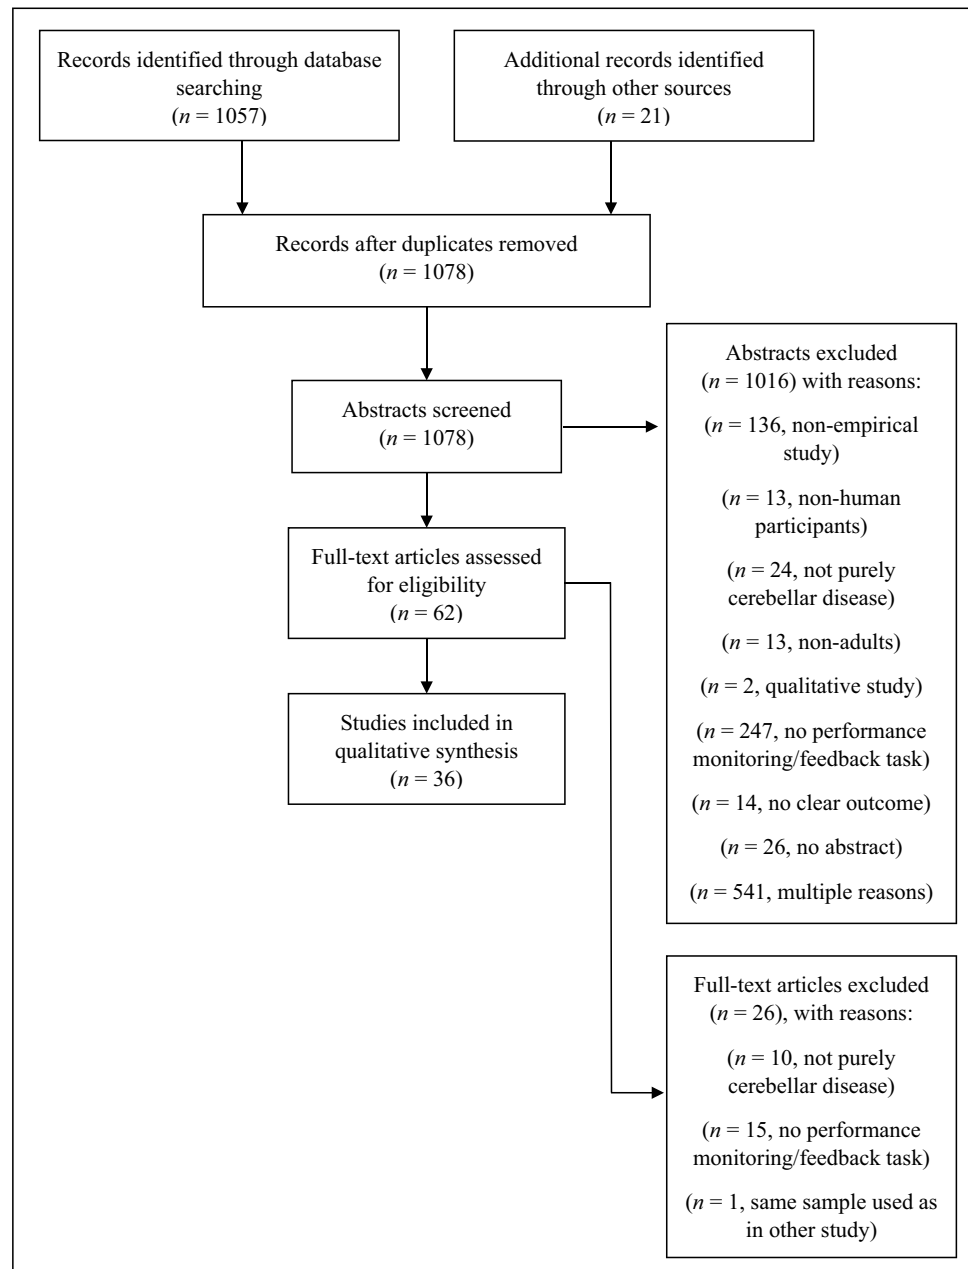 Records identified through database
searching
(n = 1057)
Additional records identified
through other sources
(n = 21)
Records after duplicates removed
(n = 1078)
Abstracts screened
(n = 1078)
Abstracts excluded
(n = 1016) with reasons:
(n = 136, non-empirical
study)
(n = 13, non-human
participants)
(n = 24, not purely
cerebellar disease)
(n = 13, non-adults)
(n = 2, qualitative study)
(n = 247, no performance
monitoring/feedback task)
(n = 14, no clear outcome)
(n = 26, no abstract)
(n = 541, multiple reasons)
Full-text articles assessed
for eligibility
(n = 62)
Studies included in
qualitative synthesis
(n = 36)
Full-text articles excluded
(n = 26), with reasons:
(n = 10, not purely
cerebellar disease)
(n = 15, no performance
monitoring/feedback task)
(n = 1, same sample used as
in other study)